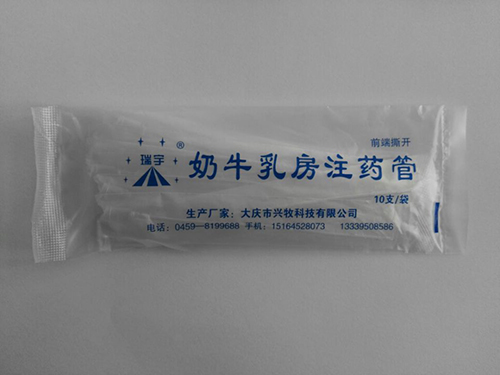 前端撕开
瑞宇®
奶牛乳房注药管
10支/袋
生产厂家：大庆市兴牧科技有限公司
电话：0459—8199688 手机：15164528073 13339508586